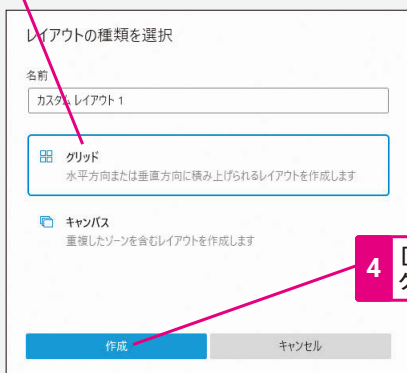 レイアウトの種類を選択
名前
カスタム レイアウト 1
グリッド
水平方向または垂直方向に積み上げられるレイアウトを作成します
キャンバス
重複したゾーンを含むレイアウトを作成します
4
作成
キャンセル